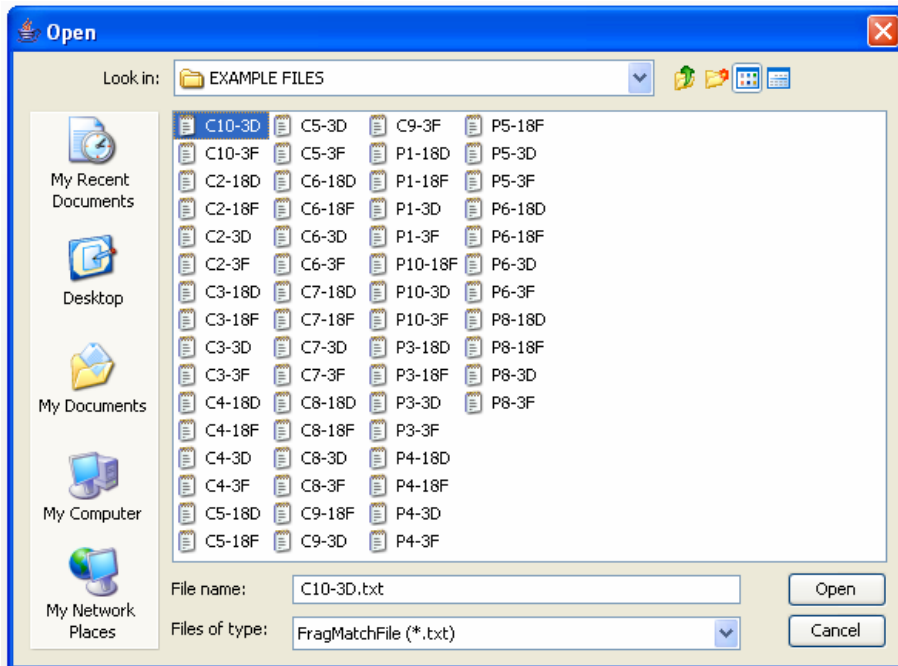 Open
Look in: EXAMPLE FILES
My Recent
Documents
Desktop
My Documents
My Computer
My Network
Places
C10-3D C5-3D C9-3F P5-18F
C10-3F C5-3F P1-18D P5-3D
C2-18D C6-18D P1-18F P5-3F
C2-18F C6-18F P1-3D P6-18D
C2-3D C6-3D P1-3F P6-18F
C2-3F C6-3F P10-18F P6-3D
C3-18D C7-18D P10-3D P6-3F
C3-18F C7-18F P10-3F P8-18D
C3-3D C7-3D P3-18D P8-18F
C3-3F C7-3F P3-18F P8-3D
C4-18D C8-18D P3-3D P8-3F
C4-18F C8-18F P3-3F
C4-3D C8-3D P4-18D
C4-3F C8-3F P4-18F
C5-18D C9-18F P4-3D
C5-18F C9-3D P4-3F
File name: C10-3D.txt Open
Files of type: FragMatchFile (*.txt) Cancel